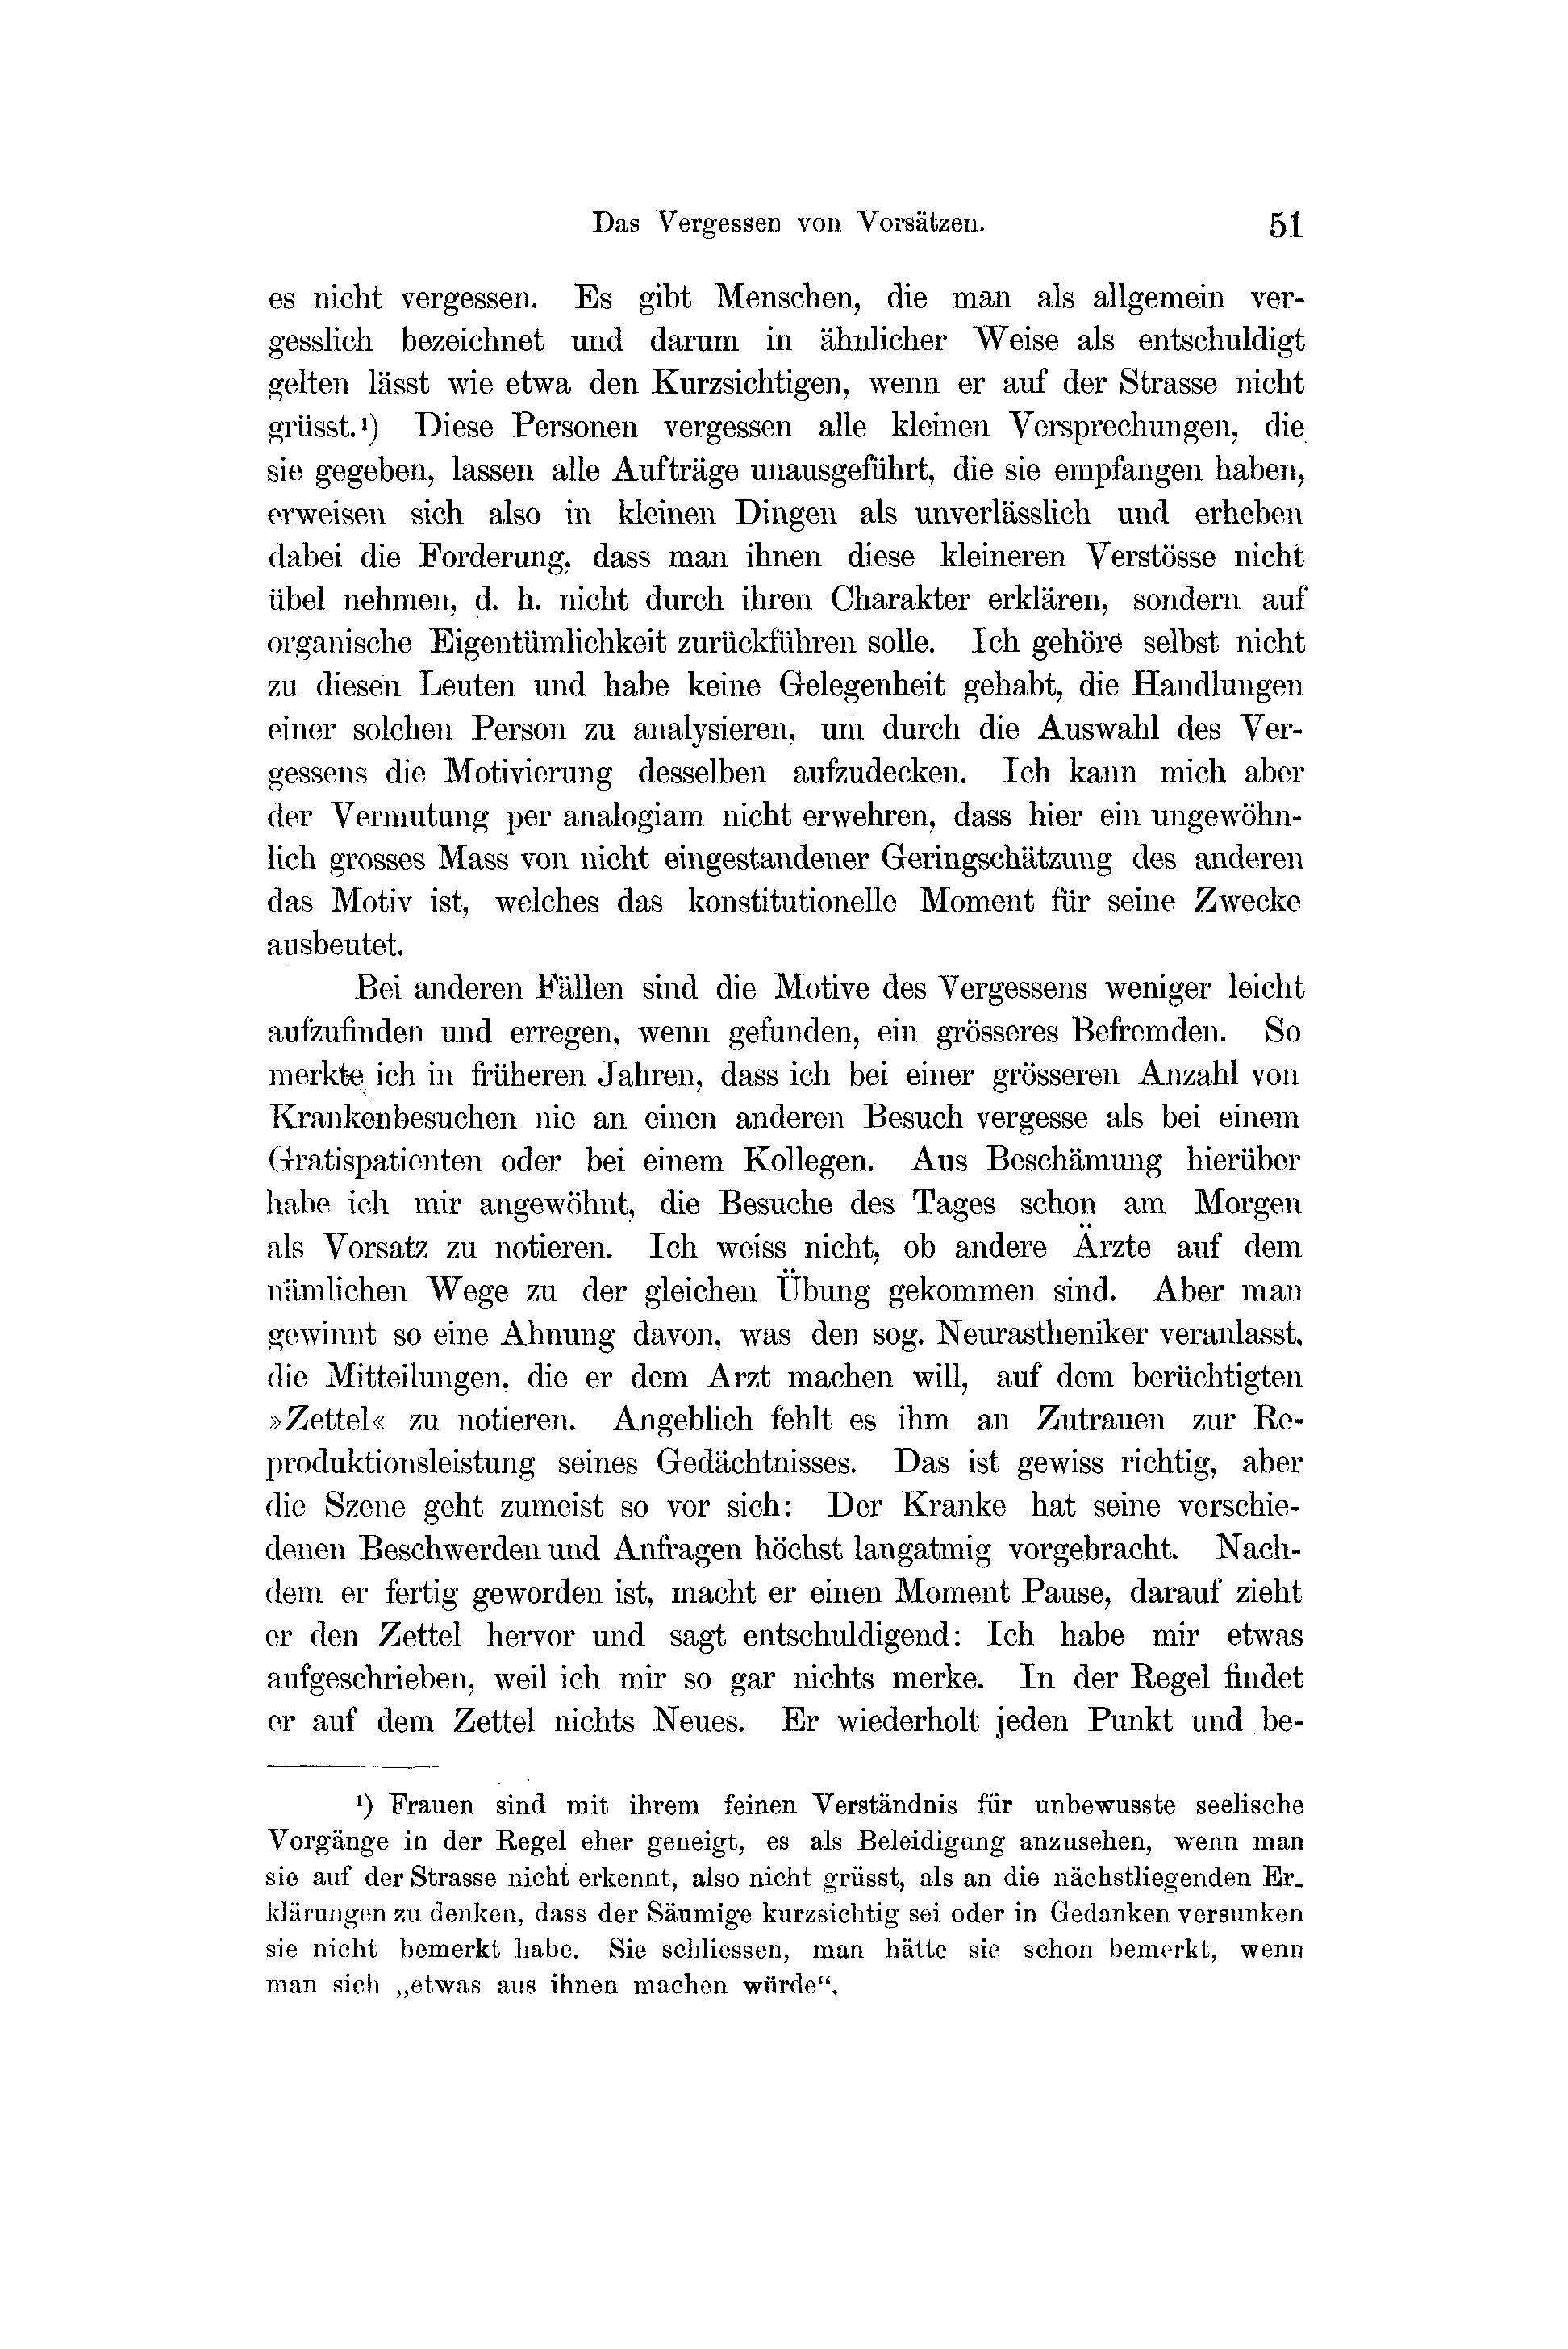 Das Vergessen von Vorsätzen. 51
es nicht vergessen. Es gibt Menschen, die man als allgemein ver-
gesslich bezeichnet und darum in ähnlicher Weise als entschuldigt
gelten lässt wie etwa den Kurzsichtigen, wenn er auf der Strasse nicht
grüsst.¹) Diese Personen vergessen alle kleinen Versprechungen, die
sie gegeben, lassen alle Aufträge unausgeführt, die sie empfangen haben,
erweisen sich also in kleinen Dingen als unverlässlich und erheben
dabei die Forderung, dass man ihnen diese kleineren Verstösse nicht
übel nehmen, d. h. nicht durch ihren Charakter erklären, sondern auf
organische Eigentümlichkeit zurückführen solle. Ich gehöre selbst nicht
zu diesen Leuten und habe keine Gelegenheit gehabt, die Handlungen
einer solchen Person zu analysieren, um durch die Auswahl des Ver-
gessens die Motivierung desselben aufzudecken. Ich kann mich aber
der Vermutung per analogiam nicht erwehren, dass hier ein ungewöhn-
lich grosses Mass von nicht eingestandener Geringschätzung des anderen
das Motiv ist, welches das konstitutionelle Moment für seine Zwecke
ausbeutet.
Bei anderen Fällen sind die Motive des Vergessens weniger leicht
aufzufinden und erregen, wenn gefunden, ein grösseres Befremden. So
merkte ich in früheren Jahren, dass ich bei einer grösseren Anzahl von
Krankenbesuchen nie an einen anderen Besuch vergesse als bei einem
Gratispatienten oder bei einem Kollegen. Aus Beschämung hierüber
habe ich mir angewöhnt, die Besuche des Tages schon am Morgen
als Vorsatz zu notieren. Ich weiss nicht, ob andere Ärzte auf dem
nämlichen Wege zu der gleichen Übung gekommen sind. Aber man
gewinnt so eine Ahnung davon, was den sog. Neurastheniker veranlasst,
die Mitteilungen, die er dem Arzt machen will, auf dem berüchtigten
»Zettel« zu notieren. Angeblich fehlt es ihm an Zutrauen zur Re-
produktionsleistung seines Gedächtnisses. Das ist gewiss richtig, aber
die Szene geht zumeist so vor sich: Der Kranke hat seine verschie-
denen Beschwerden und Anfragen höchst langatmig vorgebracht. Nach-
dem er fertig geworden ist, macht er einen Moment Pause, darauf zieht
er den Zettel hervor und sagt entschuldigend: Ich habe mir etwas
aufgeschrieben, weil ich mir so gar nichts merke. In der Regel findet
er auf dem Zettel nichts Neues. Er wiederholt jeden Punkt und be-
¹) Frauen sind mit ihrem feinen Verständnis für unbewusste seelische
Vorgänge in der Regel eher geneigt, es als Beleidigung anzusehen, wenn man
sie auf der Strasse nicht erkennt, also nicht grüsst, als an die nächstliegenden Er-
klärungen zu denken, dass der Säumige kurzsichtig sei oder in Gedanken versunken
sie nicht bemerkt habe. Sie schliessen, man hätte sie schon bemerkt, wenn
man sich „etwas aus ihnen machen würde“.